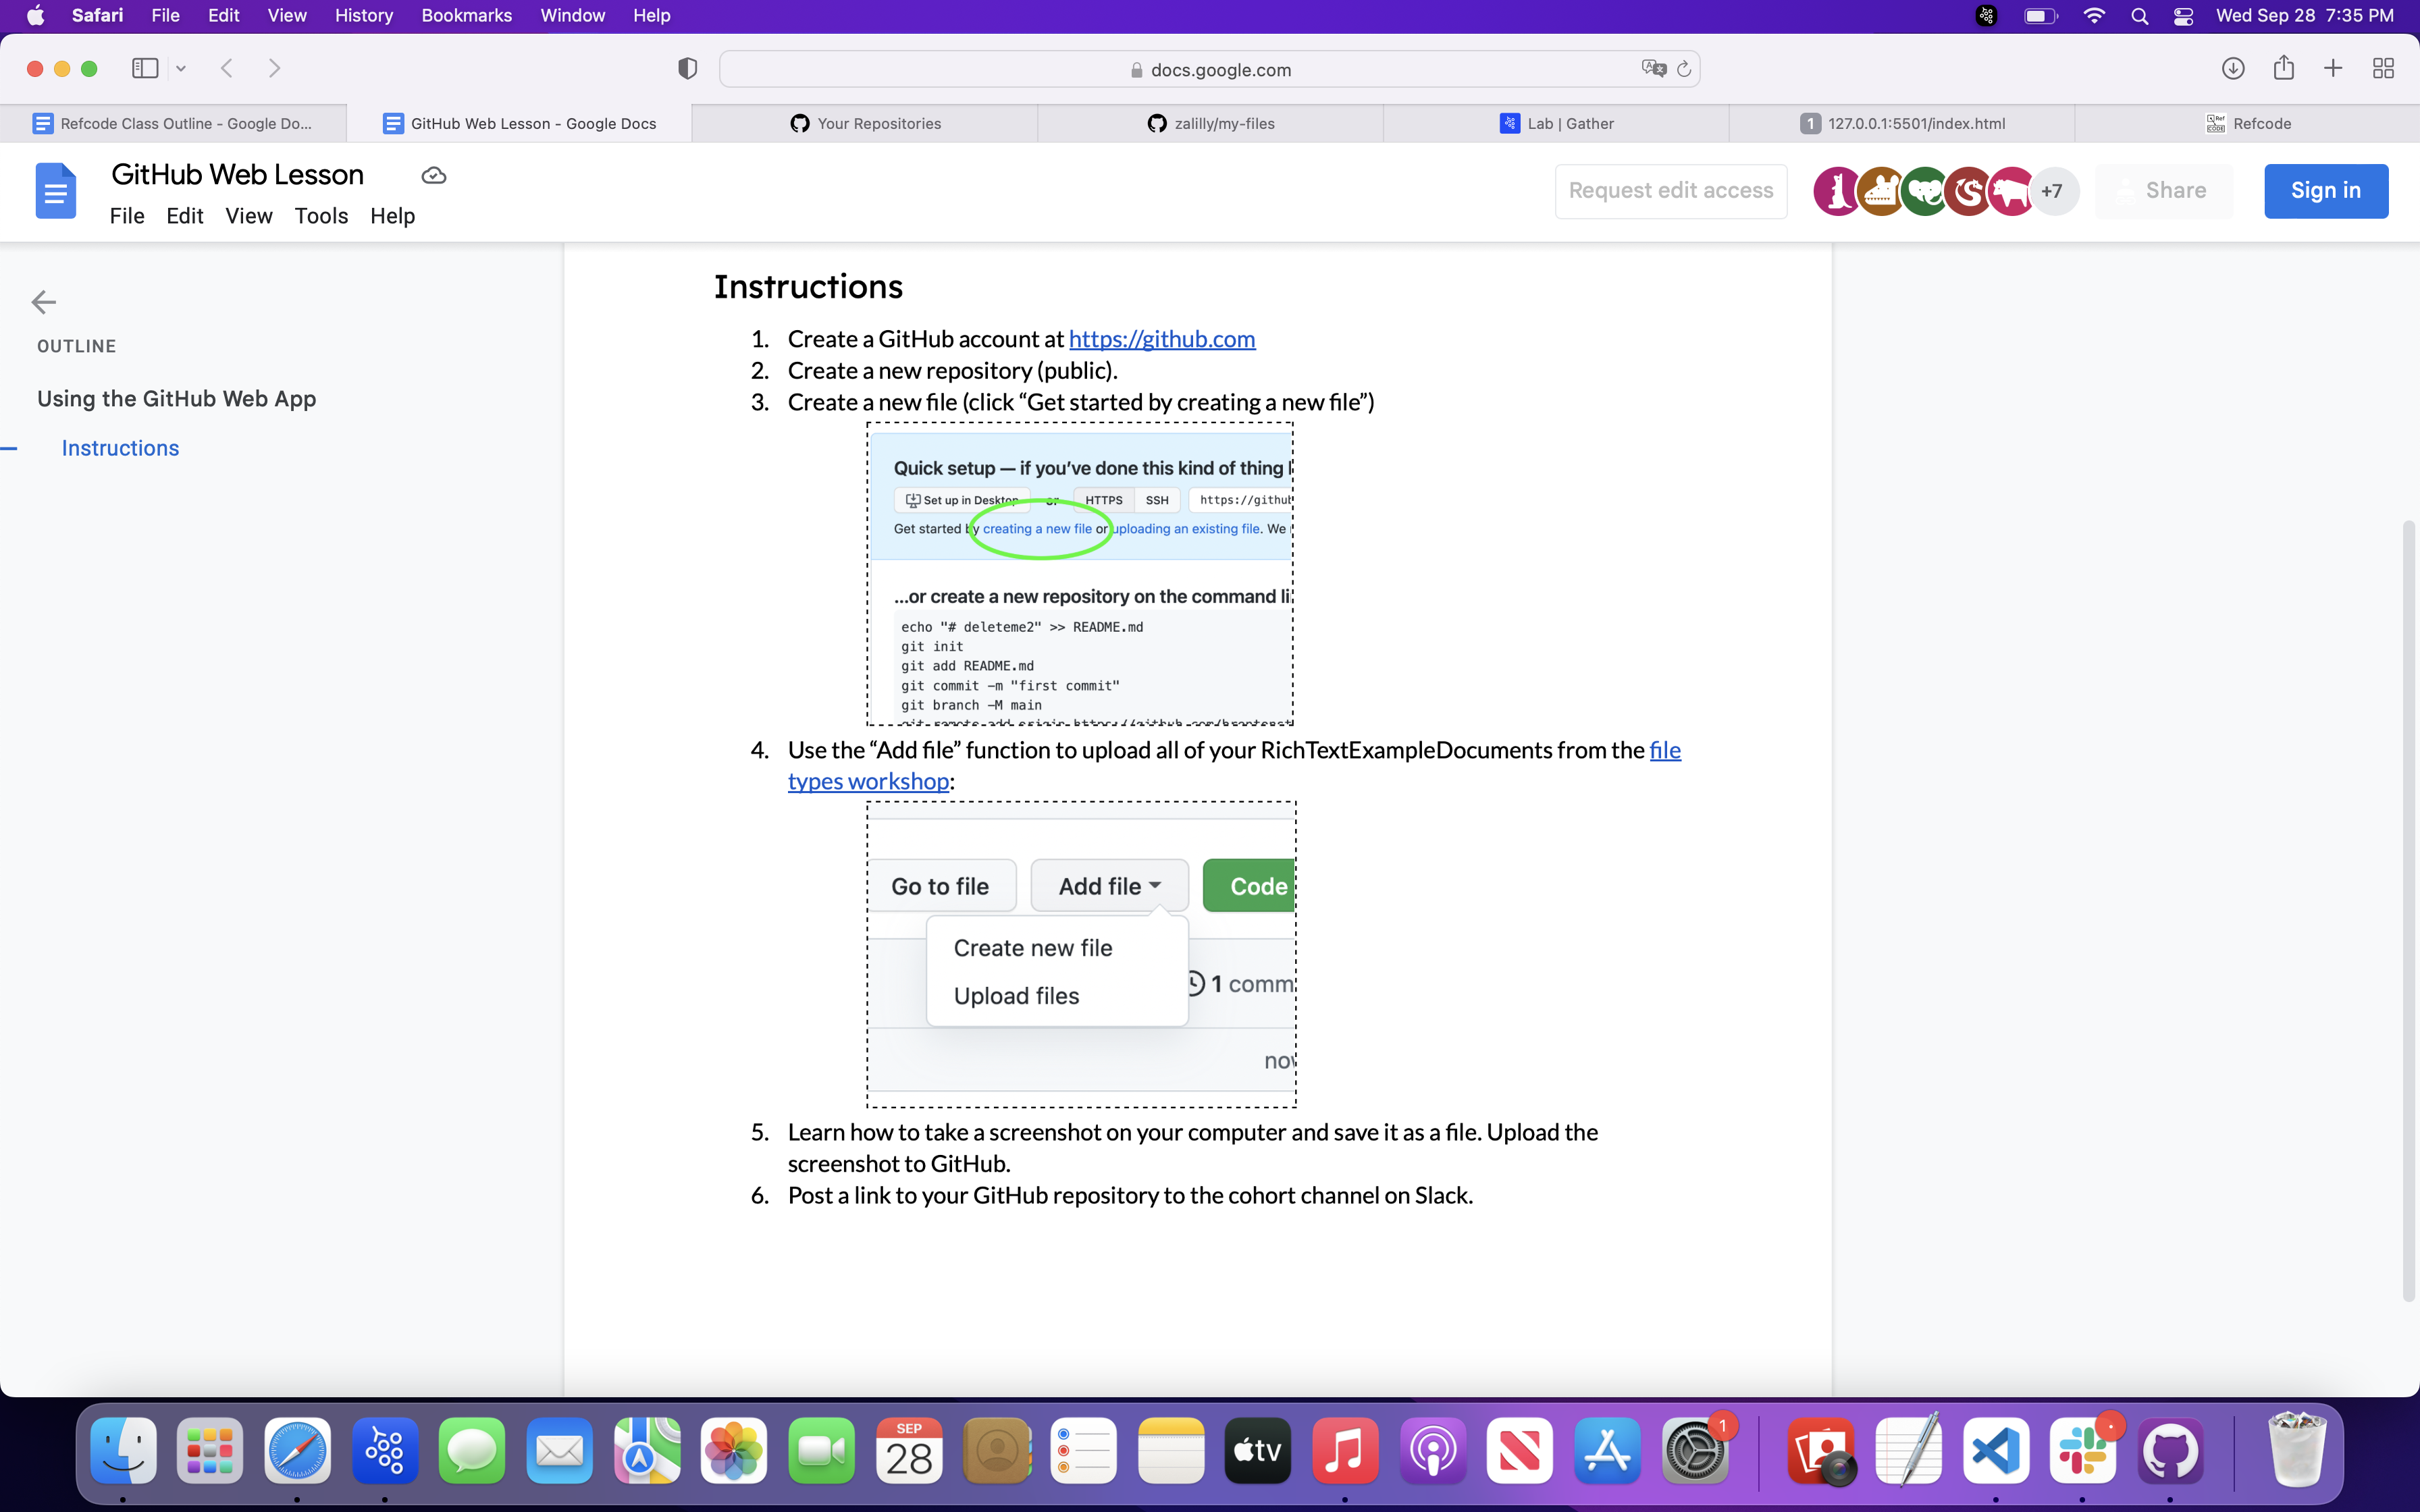 Safari File Edit View History Bookmarks Window Help Wed Sep 28 7:35 PM
docs.google.com
Refcode Class Outline - Google Do... GitHub Web Lesson - Google Docs Your Repositories zalilly/my-files Lab | Gather 1 127.0.0.1:5501/index.html Refcode
GitHub Web Lesson
File Edit View Tools Help
Request edit access +7 Share Sign in
OUTLINE
Using the GitHub Web App
Instructions
Instructions
1. Create a GitHub account at https://github.com
2. Create a new repository (public).
3. Create a new file (click “Get started by creating a new file”)
Quick setup — if you’ve done this kind of thing
Set up in Desktop or HTTPS SSH https://github
Get started by creating a new file or uploading an existing file. We
...or create a new repository on the command li
echo "# deleteme2" >> README.md
git init
git add README.md
git commit -m "first commit"
git branch -M main
4. Use the “Add file” function to upload all of your RichTextExampleDocuments from the file
types workshop:
Go to file Add file Code
Create new file
1 comm
Upload files
5. Learn how to take a screenshot on your computer and save it as a file. Upload the
screenshot to GitHub.
6. Post a link to your GitHub repository to the cohort channel on Slack.
SEP
28
tv
1